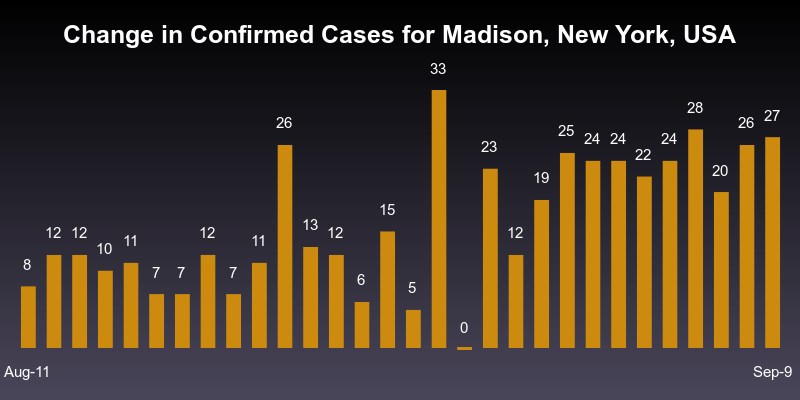 Change in Confirmed Cases for Madison, New York, USA
8 12 12 10 11 7 7 12 7 11 26 13 12 6 15 5 33 0 23 12 19 25 24 24 22 24 28 20 26 27
Aug-11 Sep-9